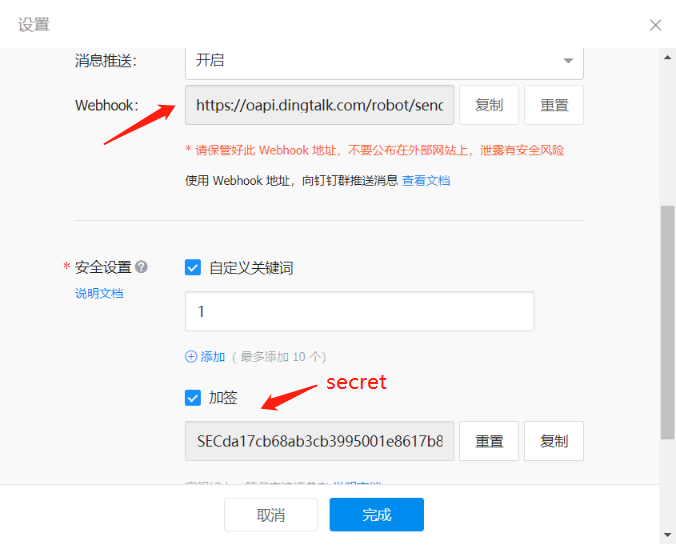 设置
消息推送：
开启
Webhook：
https://oapi.dingtalk.com/robot/send
复制
重置
* 请保管好此 Webhook 地址，不要公布在外部网站上，泄露有安全风险
使用 Webhook 地址，向钉钉群推送消息 查看文档
* 安全设置
自定义关键词
说明文档
1
添加（ 最多添加 10 个）
secret
加签
SECda17cb68ab3cb3995001e8617b8
重置
复制
取消
完成